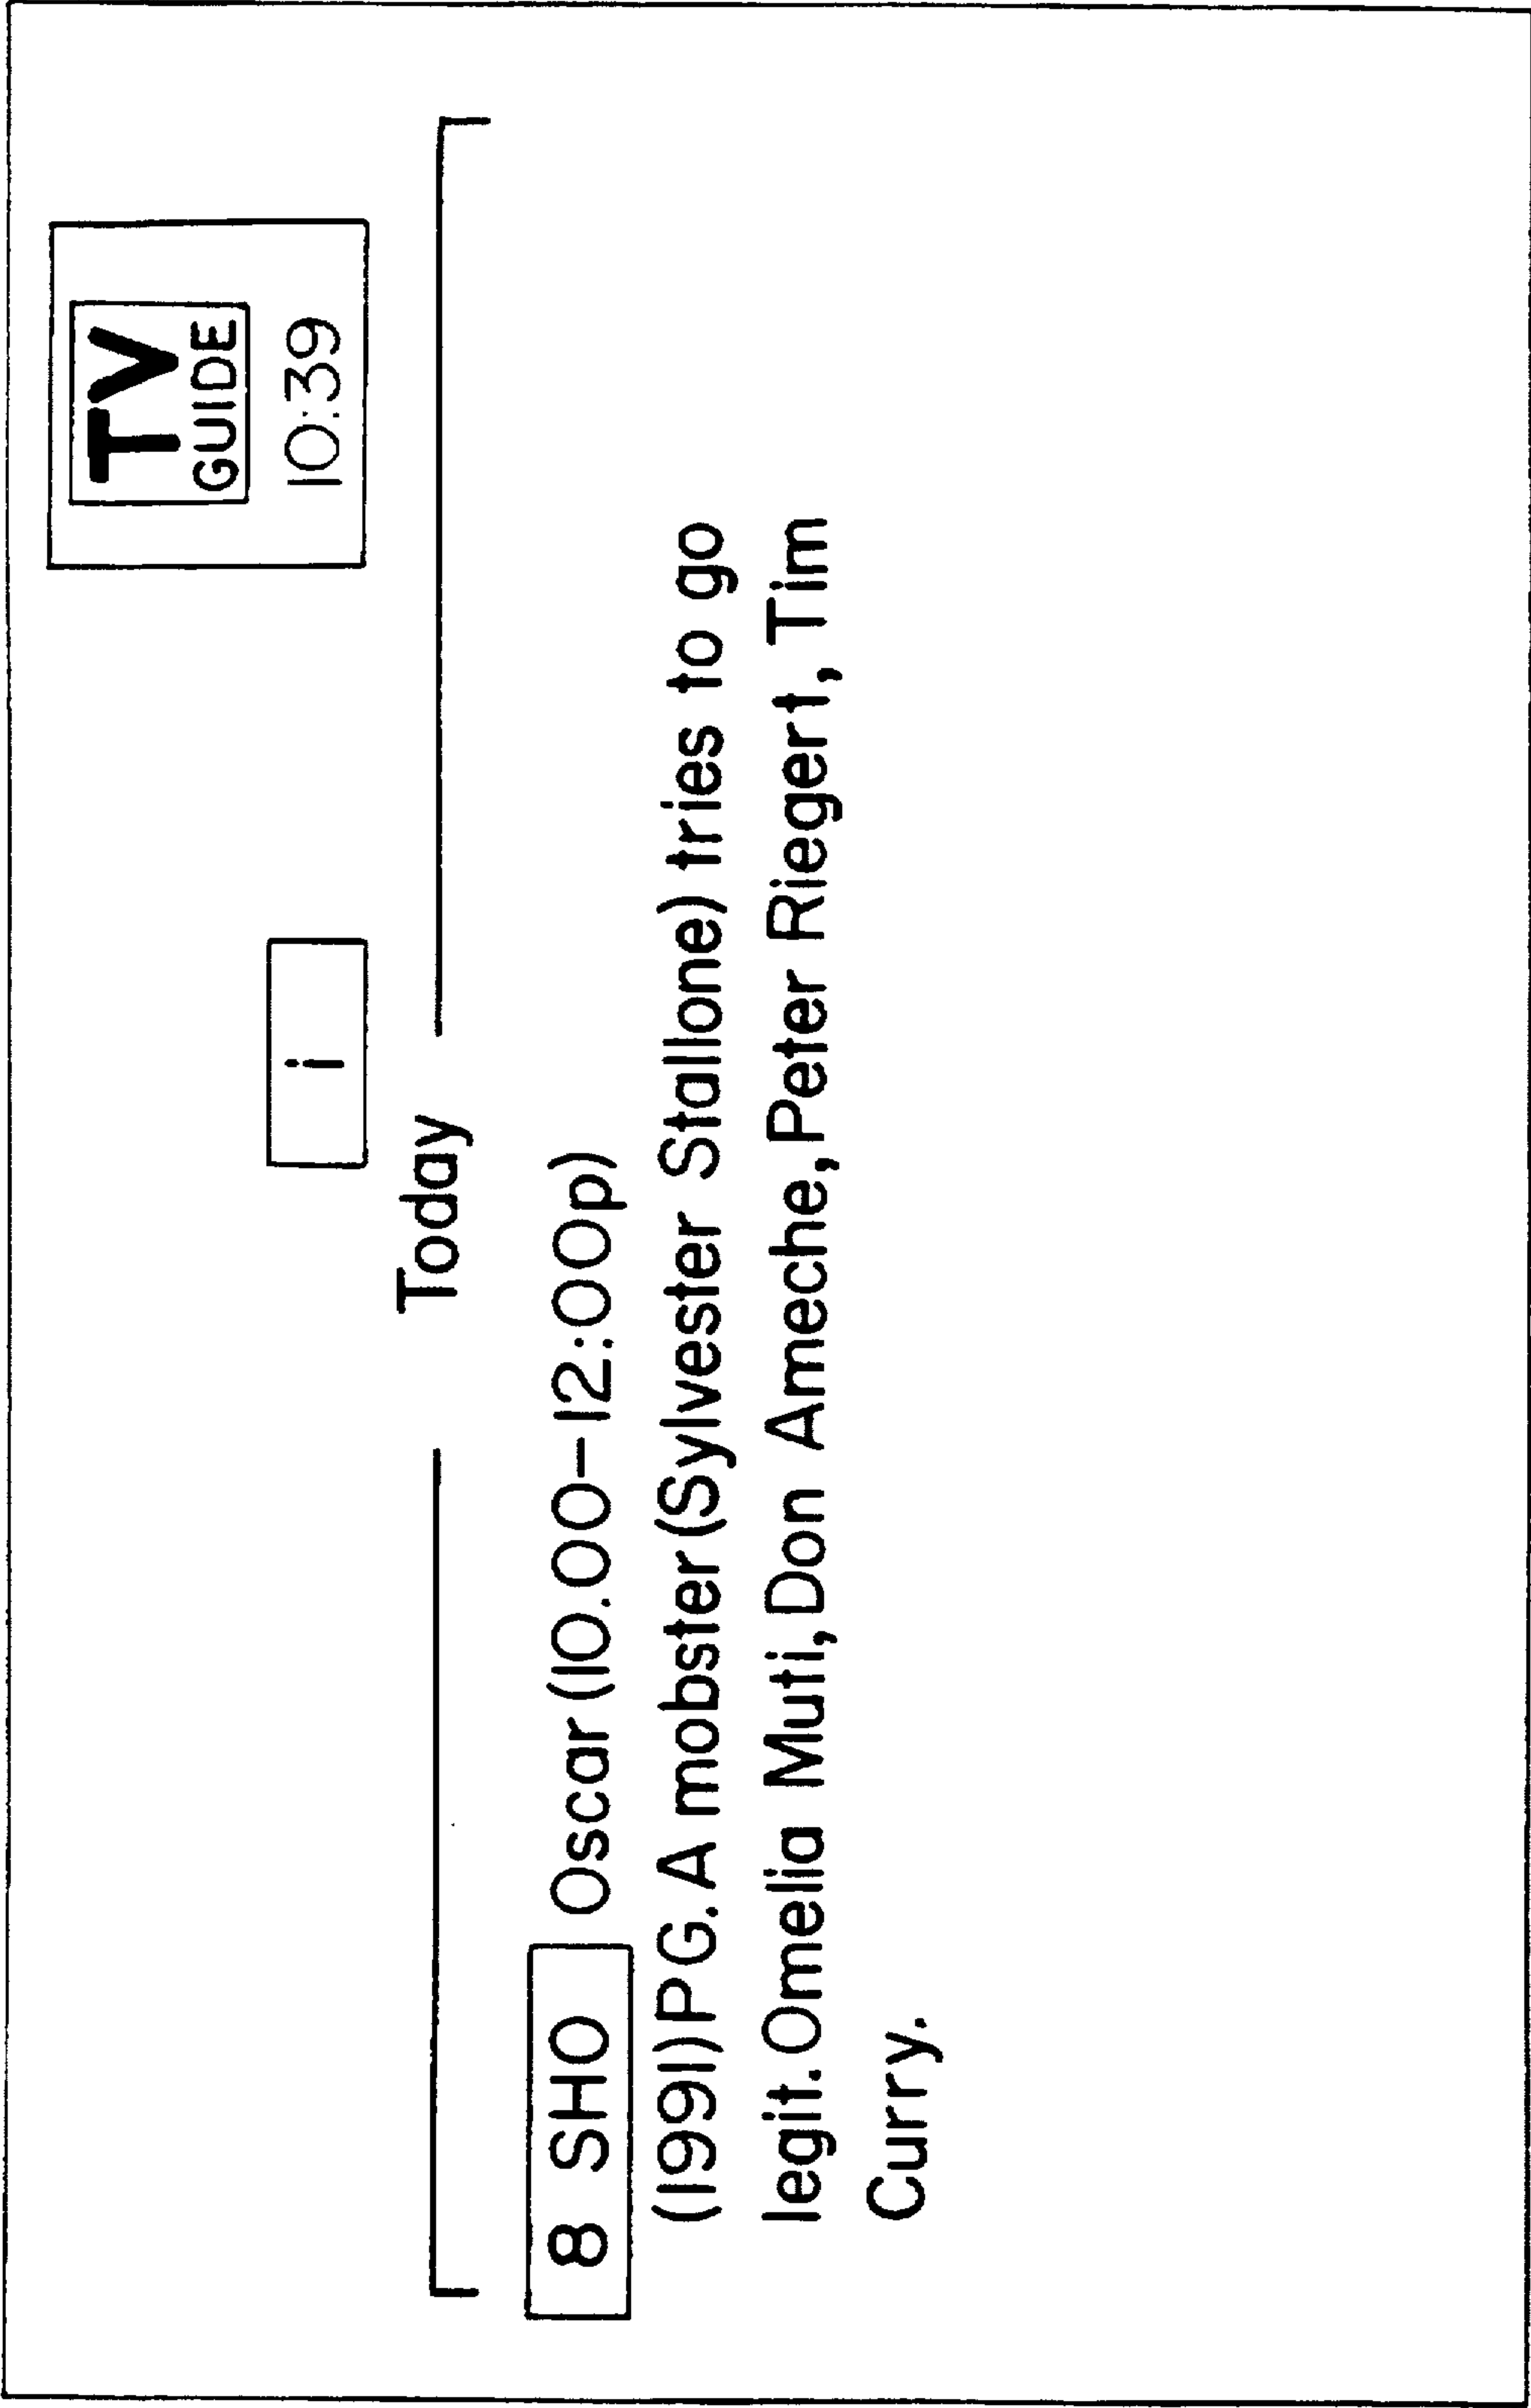 TV
GUIDE
10:39
i
Today
8 SHO Oscar (10.00-12:00p)
(1991) PG. A mobster (Sylvester Stallone) tries to go
legit. Omelia Muti, Don Ameche, Peter Riegert, Tim
Curry.